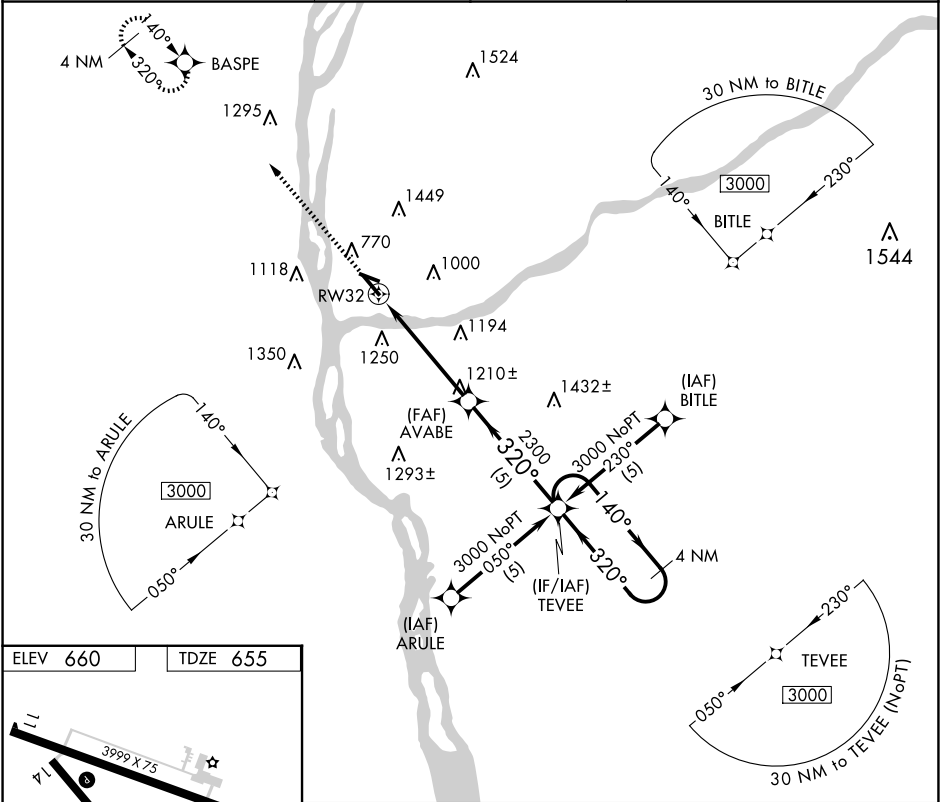 140°
4 NM
320°
BASPE
1524
1295
30 NM to BITLE
3000
140°
230°
BITLE
1544
1449
770
1118
1000
RW32
1194
1250
1350
1210±
1432±
(FAF)
AVABE
(IAF)
BITLE
1293±
2300
320°
(5)
3000 NoPT
230°
(5)
30 NM to ARULE
140°
3000
ARULE
050°
3000 NoPT
050°
(5)
140°
320°
4 NM
(IF/IAF)
TEVEE
(IAF)
ARULE
230°
TEVEE
050°
3000
30 NM to TEVEE (NoPT)
ELEV 660
TDZE 655
11
3999 X 75
14
P